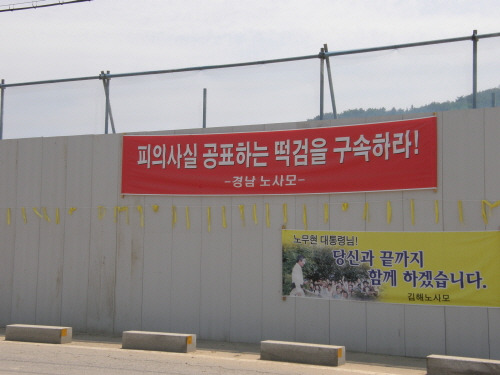 피의사실 공표하는 떡검을 구속하라!
-경남 노사모-
노무현 대통령님!
당신과 끝까지
함께 하겠습니다.
김해노사모